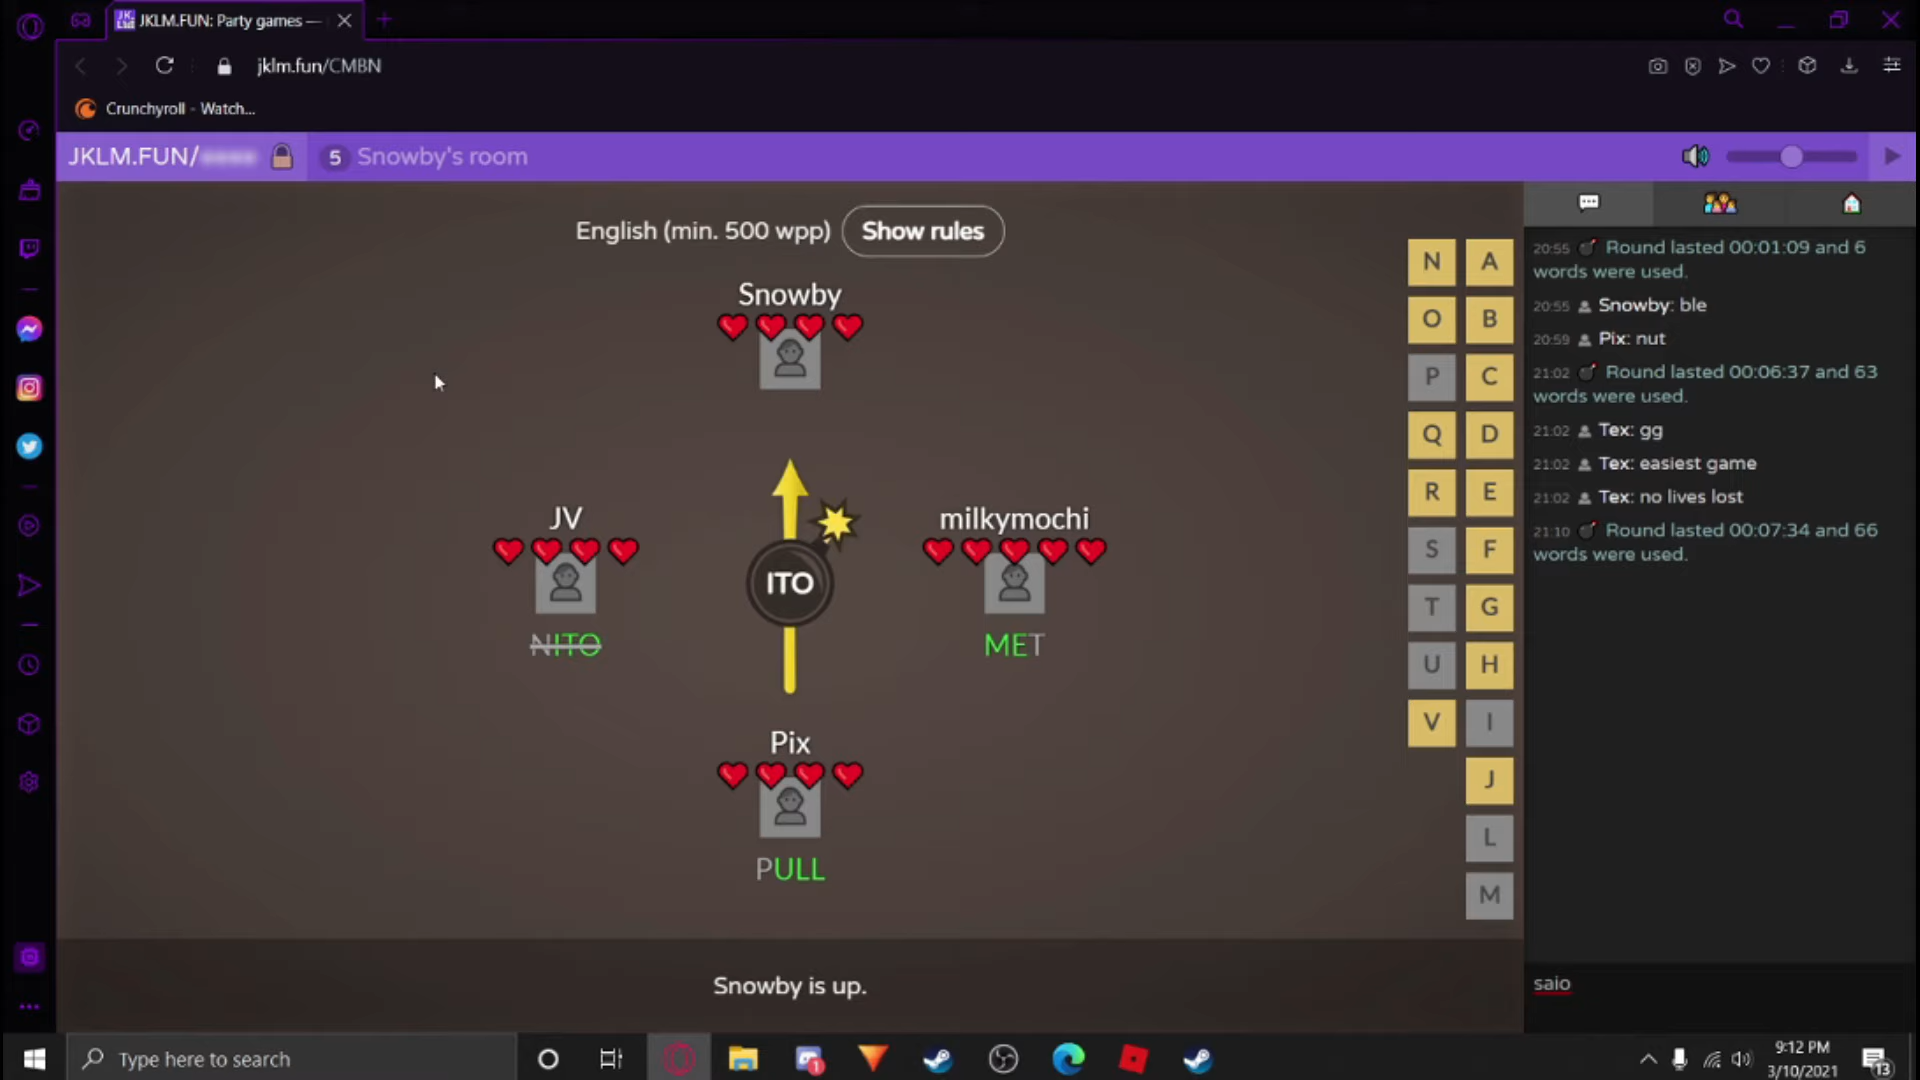 JKLM.FUN: Party games —
jklm.fun/CMBN
Crunchyroll - Watch...
JKLM.FUN/
5 Snowby's room
English (min. 500 wpp) Show rules
Snowby
JV
NITO
ITO
milkymochi
MET
Pix
PULL
Snowby is up.
N A
O B
P C
Q D
R E
S F
T G
U H
V I
J
L
M
20:55 Round lasted 00:01:09 and 6
words were used.
20:55 Snowby: ble
20:59 Pix: nut
21:02 Round lasted 00:06:37 and 63
words were used.
21:02 Tex: gg
21:02 Tex: easiest game
21:02 Tex: no lives lost
21:10 Round lasted 00:07:34 and 66
words were used.
saio
Type here to search
1
9:12 PM
3/10/2021
13